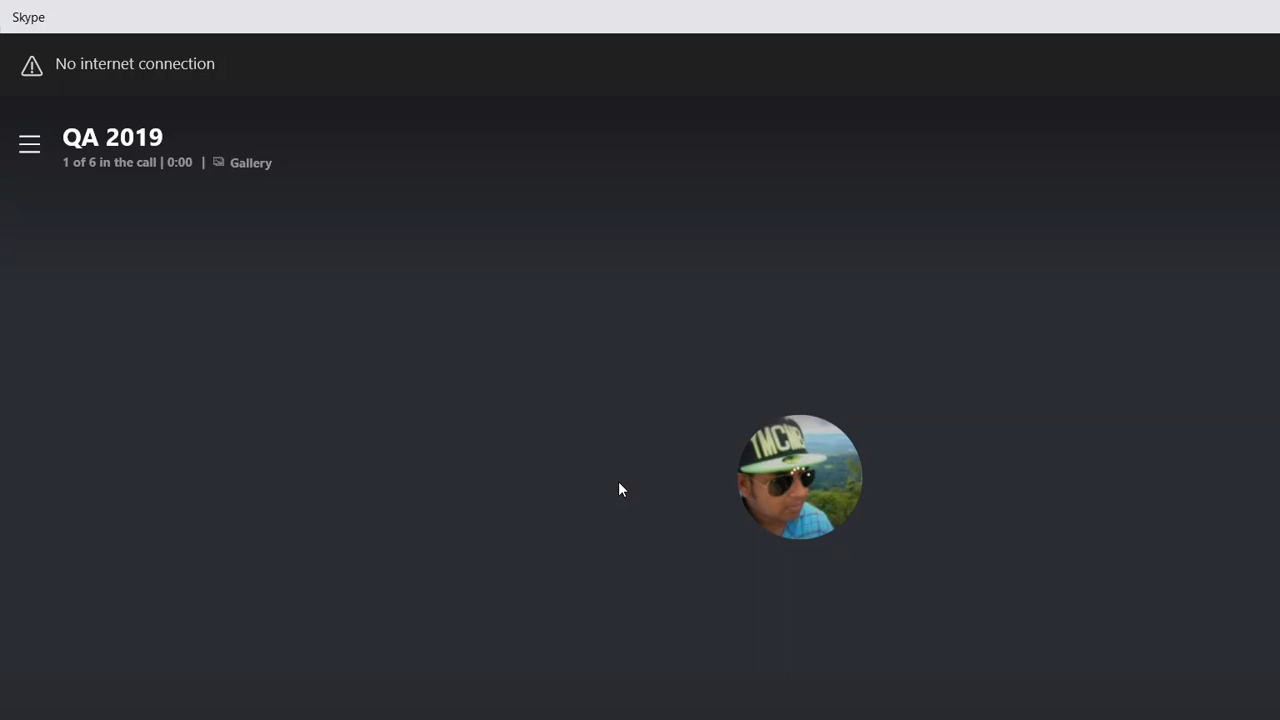 Skype
No internet connection
QA 2019
1 of 6 in the call | 0:00 | Gallery